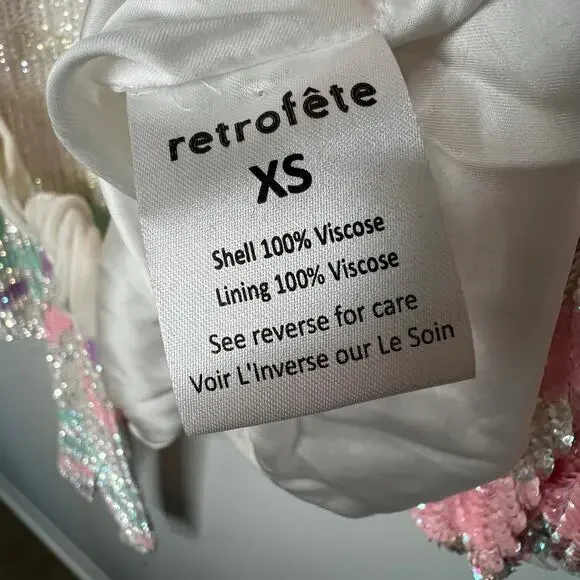 retrofête
XS
Shell 100% Viscose
Lining 100% Viscose
See reverse for care
Voir L'Inverse our Le Soin